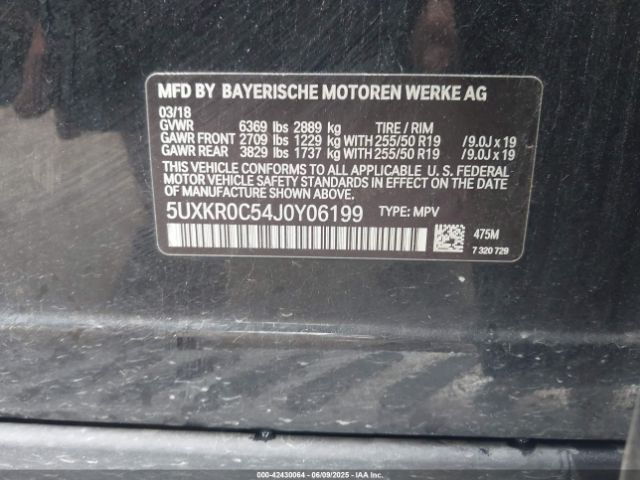 MFD BY BAYERISCHE MOTOREN WERKE AG
03/18
GVWR 6369 lbs 2889 kg TIRE / RIM
GAWR FRONT 2709 lbs 1229 kg WITH 255/50 R19 /9.0J x 19
GAWR REAR 3829 lbs 1737 kg WITH 255/50 R19 /9.0J x 19
THIS VEHICLE CONFORMS TO ALL APPLICABLE U. S. FEDERAL
MOTOR VEHICLE SAFETY STANDARDS IN EFFECT ON THE
DATE OF MANUFACTURE SHOWN ABOVE.
5UXKR0C54J0Y06199 TYPE: MPV
475M
7 320 729
000-42430064 | 06/09/2025 - IAAI.COM